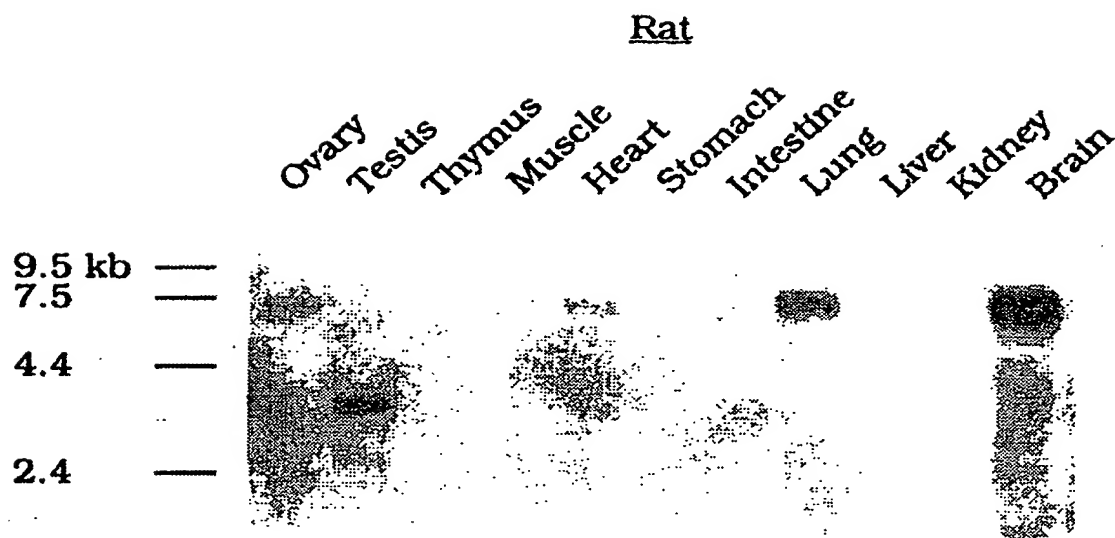 Rat
Ovary Testis Thymus Muscle Heart Stomach Intestine Lung Liver Kidney Brain
9.5 kb
7.5
4.4
2.4